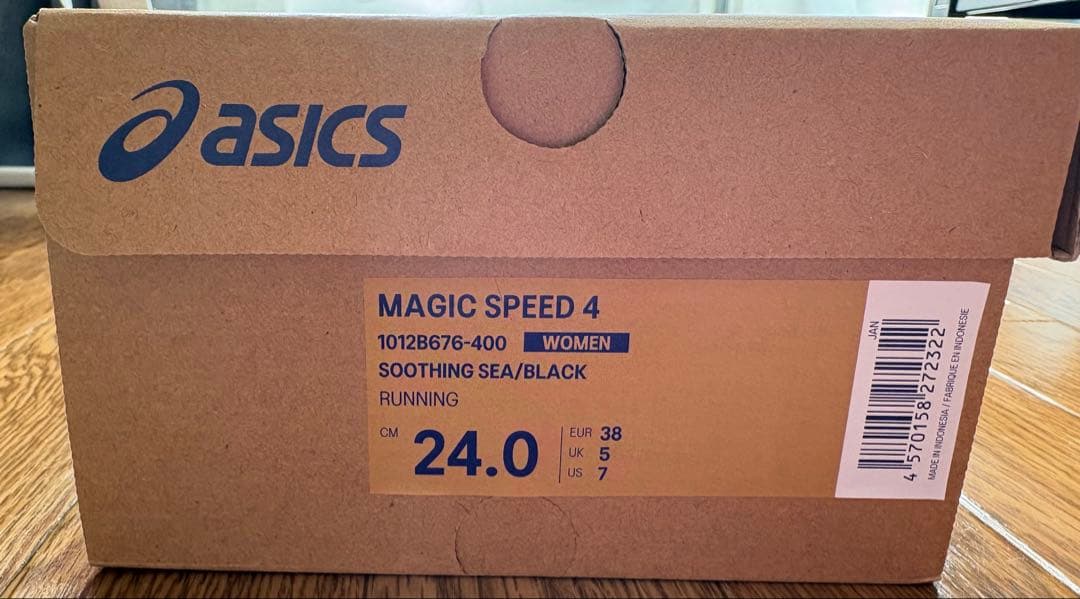 asics
MAGIC SPEED 4
1012B676-400 WOMEN
SOOTHING SEA/BLACK
RUNNING
CM 24.0
EUR 38
UK 5
US 7
JAN
4 570158 272322
MADE IN INDONESIA / FABRIQUE EN INDONESIE